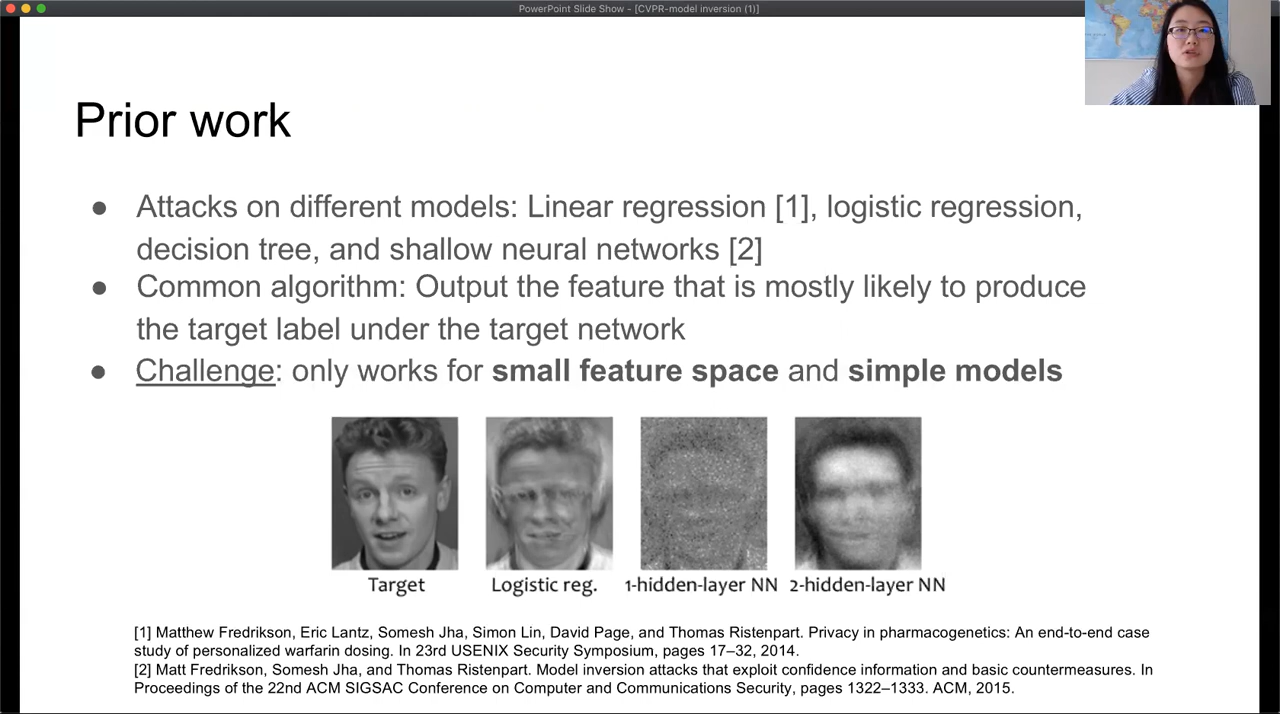 PowerPoint Slide Show - [CVPR-model inversion (1)]
Prior work
● Attacks on different models: Linear regression [1], logistic regression,
decision tree, and shallow neural networks [2]
● Common algorithm: Output the feature that is mostly likely to produce
the target label under the target network
● Challenge: only works for small feature space and simple models
Target Logistic reg. 1-hidden-layer NN 2-hidden-layer NN
[1] Matthew Fredrikson, Eric Lantz, Somesh Jha, Simon Lin, David Page, and Thomas Ristenpart. Privacy in pharmacogenetics: An end-to-end case
study of personalized warfarin dosing. In 23rd USENIX Security Symposium, pages 17–32, 2014.
[2] Matt Fredrikson, Somesh Jha, and Thomas Ristenpart. Model inversion attacks that exploit confidence information and basic countermeasures. In
Proceedings of the 22nd ACM SIGSAC Conference on Computer and Communications Security, pages 1322–1333. ACM, 2015.